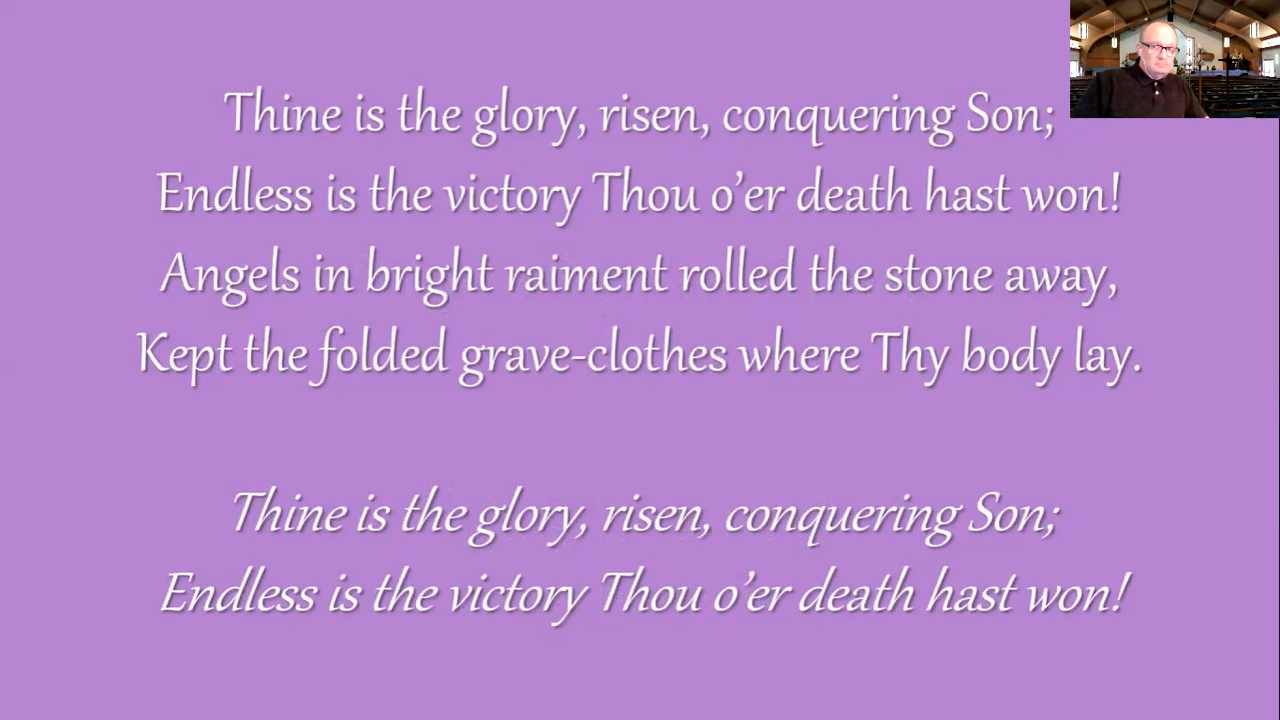 Thine is the glory, risen, conquering Son;
Endless is the victory Thou o’er death hast won!
Angels in bright raiment rolled the stone away,
Kept the folded grave-clothes where Thy body lay.
Thine is the glory, risen, conquering Son;
Endless is the victory Thou o’er death hast won!